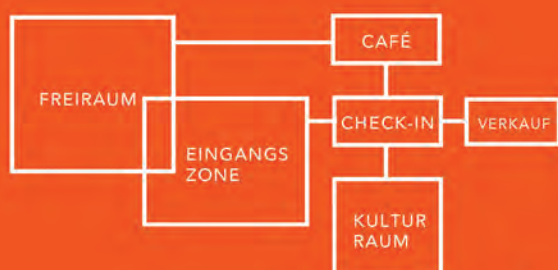 CAFÉ
FREIRAUM
CHECK-IN
VERKAUF
EINGANGS
ZONE
KULTUR
RAUM